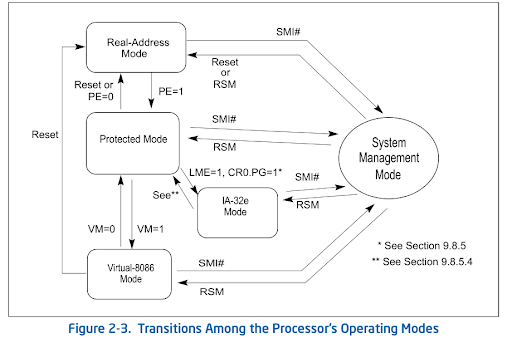 SMI#
Real-Address
Mode
Reset
or
RSM
Reset or
PE=0
PE=1
SMI#
Reset
Protected Mode
RSM
System
Management
Mode
LME=1, CR0.PG=1*
SMI#
See**
IA-32e
Mode
RSM
VM=0
VM=1
* See Section 9.8.5
** See Section 9.8.5.4
Virtual-8086
Mode
SMI#
RSM
Figure 2-3. Transitions Among the Processor's Operating Modes